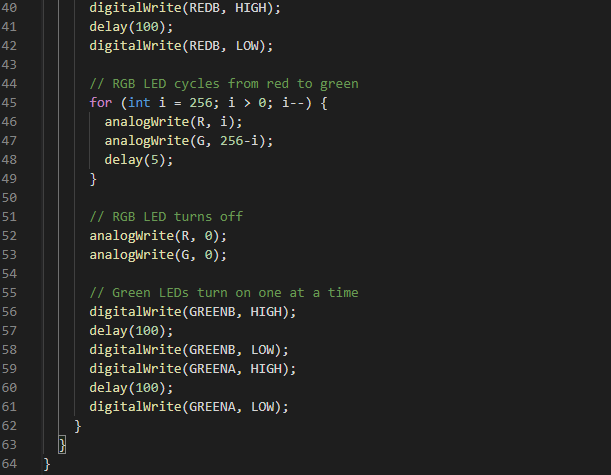 40 digitalWrite(REDB, HIGH);
41 delay(100);
42 digitalWrite(REDB, LOW);
43
44 // RGB LED cycles from red to green
45 for (int i = 256; i > 0; i--) {
46 analogWrite(R, i);
47 analogWrite(G, 256-i);
48 delay(5);
49 }
50
51 // RGB LED turns off
52 analogWrite(R, 0);
53 analogWrite(G, 0);
54
55 // Green LEDs turn on one at a time
56 digitalWrite(GREENB, HIGH);
57 delay(100);
58 digitalWrite(GREENB, LOW);
59 digitalWrite(GREENA, HIGH);
60 delay(100);
61 digitalWrite(GREENA, LOW);
62 }
63 }
64 }